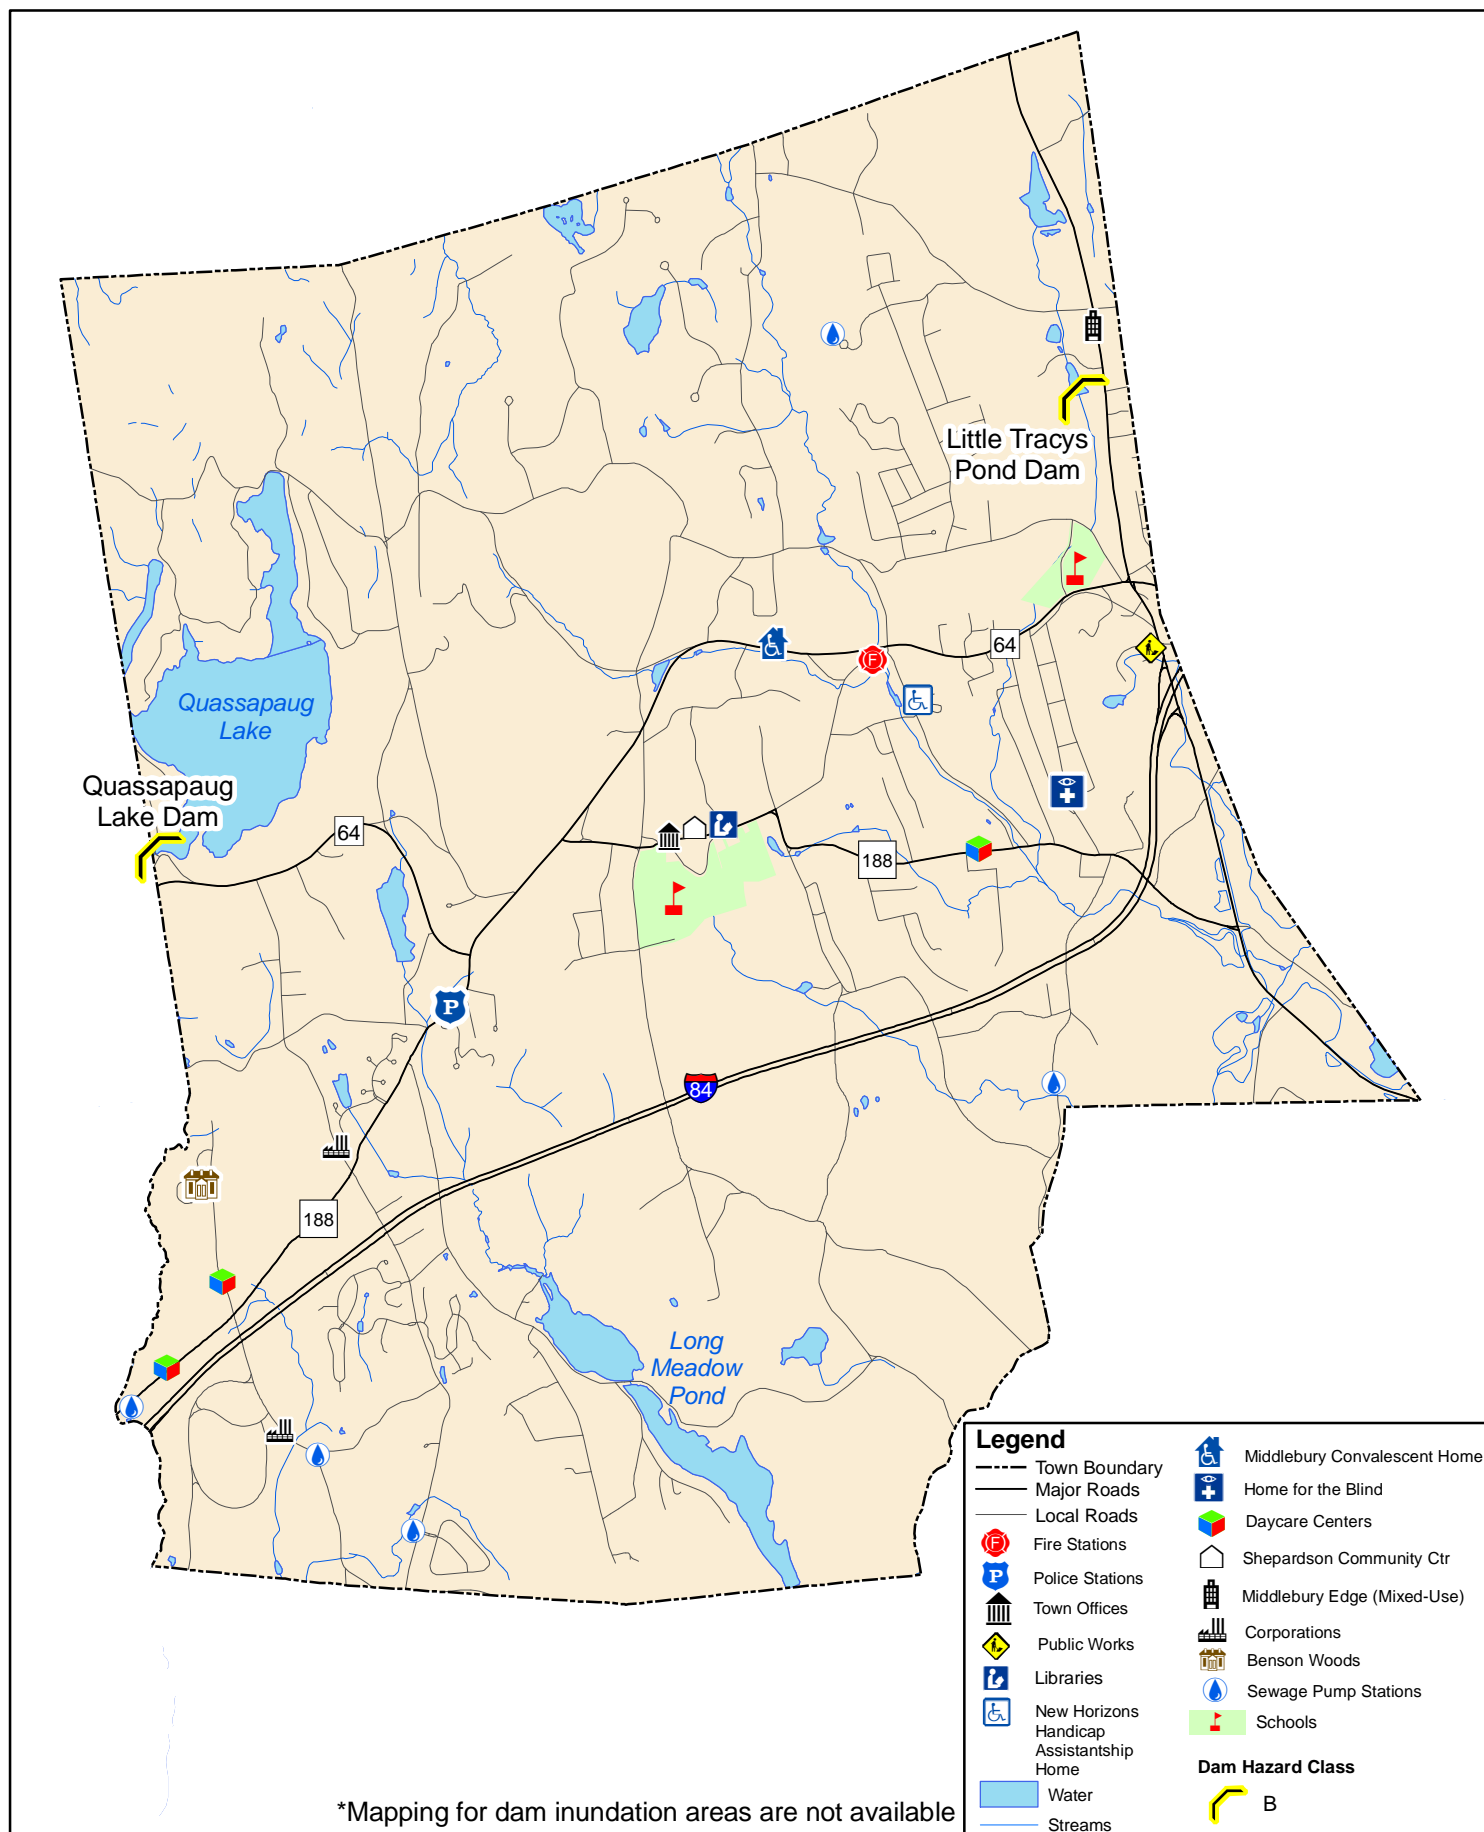 Little Tracys
Pond Dam
64
F
Quassapaug
Lake
Quassapaug
Lake Dam
64
188
P
84
188
Long
Meadow
Pond
Legend
Town Boundary
Major Roads
Local Roads
F
Fire Stations
P
Police Stations
Town Offices
Public Works
Libraries
New Horizons
Handicap
Assistantship
Home
Water
Streams
Middlebury Convalescent Home
Home for the Blind
Daycare Centers
Shepardson Community Ctr
Middlebury Edge (Mixed-Use)
Corporations
Benson Woods
Sewage Pump Stations
Schools
Dam Hazard Class
B
*Mapping for dam inundation areas are not available